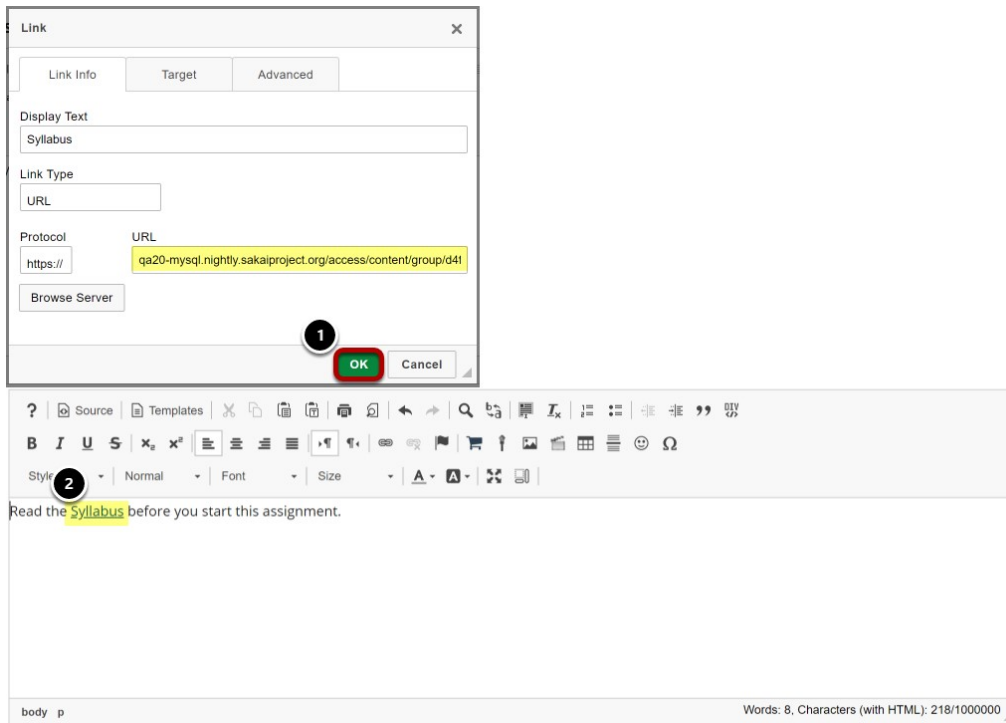 Link
Link Info Target Advanced
Display Text
Syllabus
Link Type
URL
Protocol URL
https:// qa20-mysql.nightly.sakaiproject.org/access/content/group/d4f
Browse Server
1
OK Cancel
? Source Templates
B I U S
Normal Font Size
2
Read the Syllabus before you start this assignment.
body p Words: 8, Characters (with HTML): 218/1000000